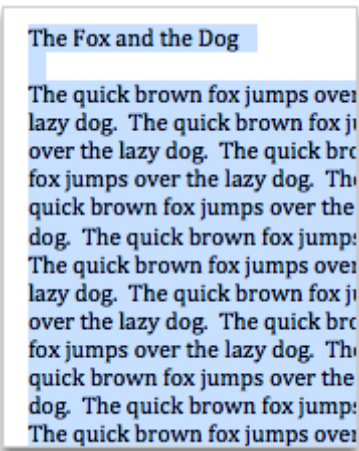 The Fox and the Dog
The quick brown fox jumps over
lazy dog.  The quick brown fox
over the lazy dog.  The quick
fox jumps over the lazy dog.
quick brown fox jumps over the
dog.  The quick brown fox jumps
The quick brown fox jumps over
lazy dog.  The quick brown fox
over the lazy dog.  The quick
fox jumps over the lazy dog.
quick brown fox jumps over the
dog.  The quick brown fox jumps
The quick brown fox jumps over